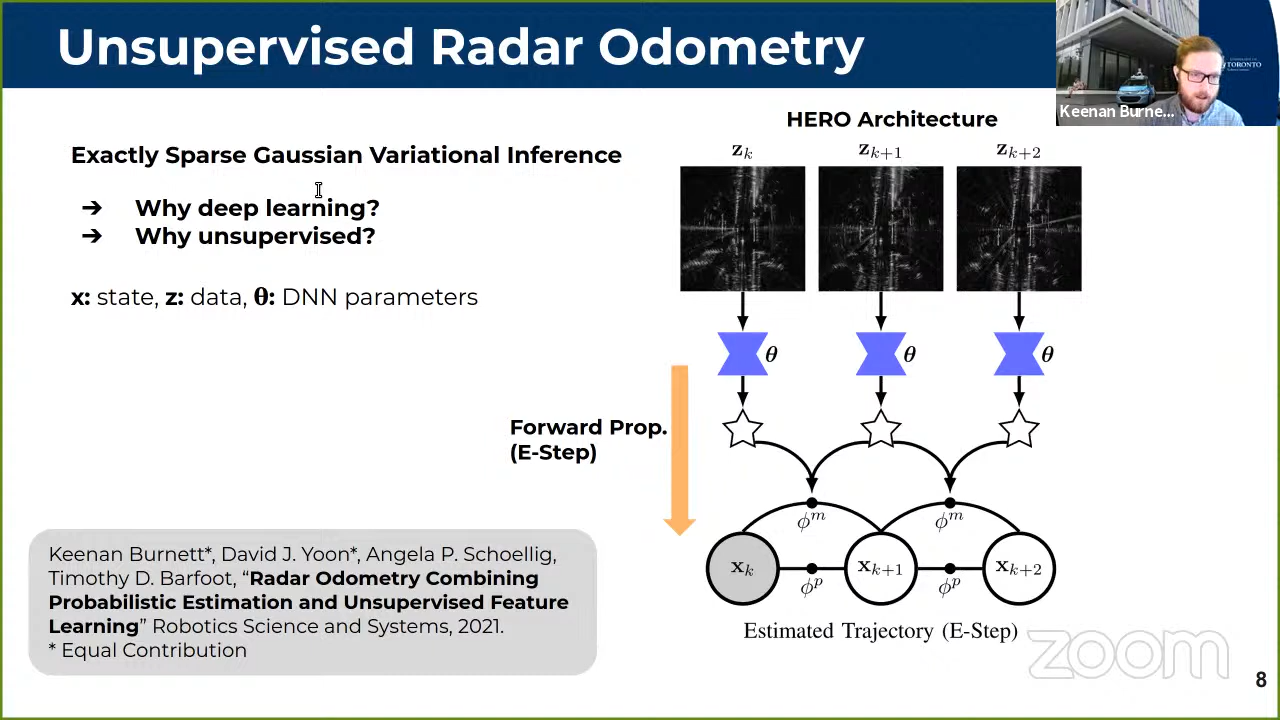 Unsupervised Radar Odometry
TORONTO
Keenan Burne...
HERO Architecture
Exactly Sparse Gaussian Variational Inference
➔ Why deep learning?
➔ Why unsupervised?
x: state, z: data, θ: DNN parameters
z_k z_{k+1} z_{k+2}
θ θ θ
Forward Prop.
(E-Step)
ϕ^m ϕ^m
x_k x_{k+1} x_{k+2}
ϕ^p ϕ^p
Estimated Trajectory (E-Step)
Keenan Burnett*, David J. Yoon*, Angela P. Schoellig,
Timothy D. Barfoot, “Radar Odometry Combining
Probabilistic Estimation and Unsupervised Feature
Learning” Robotics Science and Systems, 2021.
* Equal Contribution
zoom
8